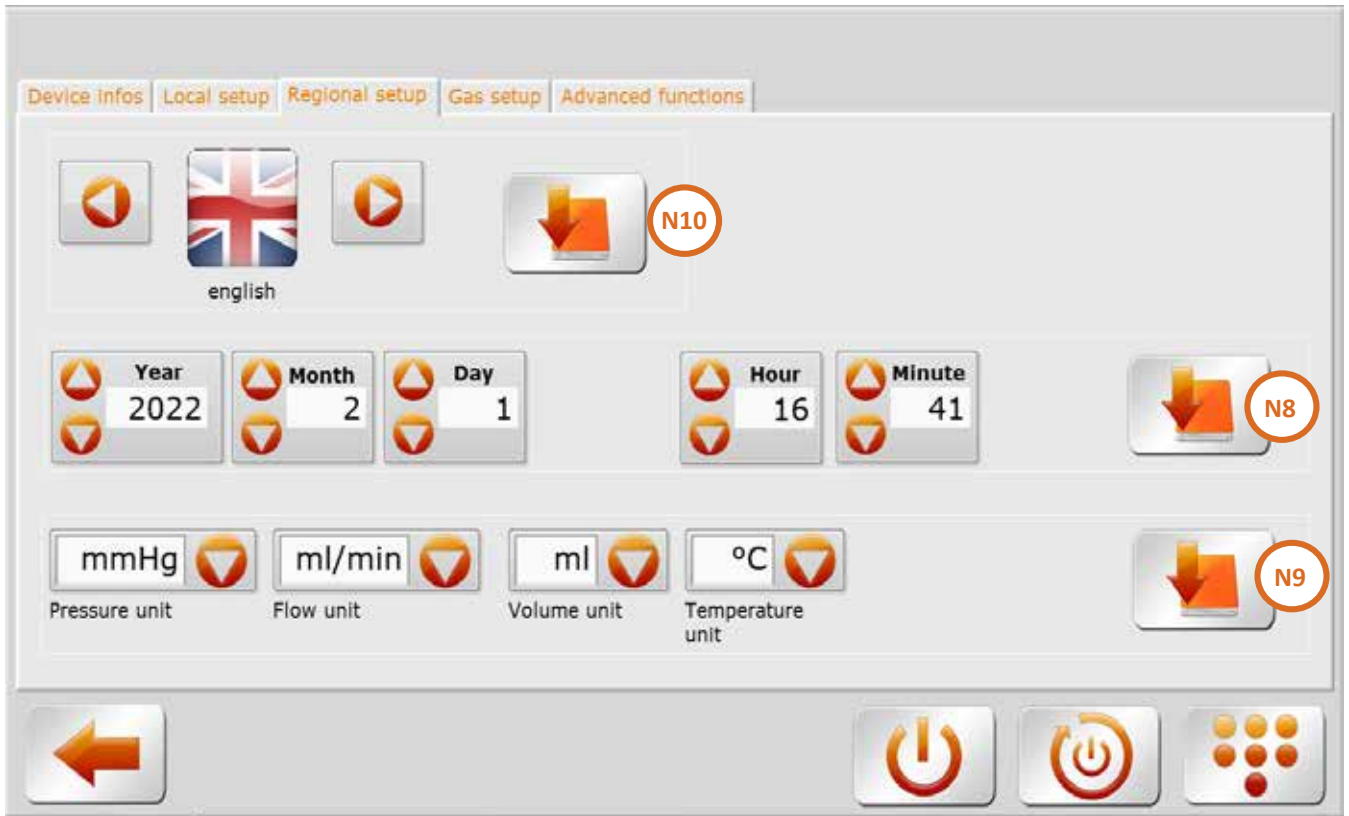 Device infos Local setup Regional setup Gas setup Advanced functions
N10
english
Year Month Day Hour Minute
2022 2 1 16 41
N8
mmHg ml/min ml ºC
N9
Pressure unit Flow unit Volume unit Temperature
unit